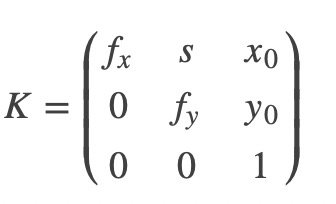 K = ( f_x s x_0
0 f_y y_0
0 0 1 )